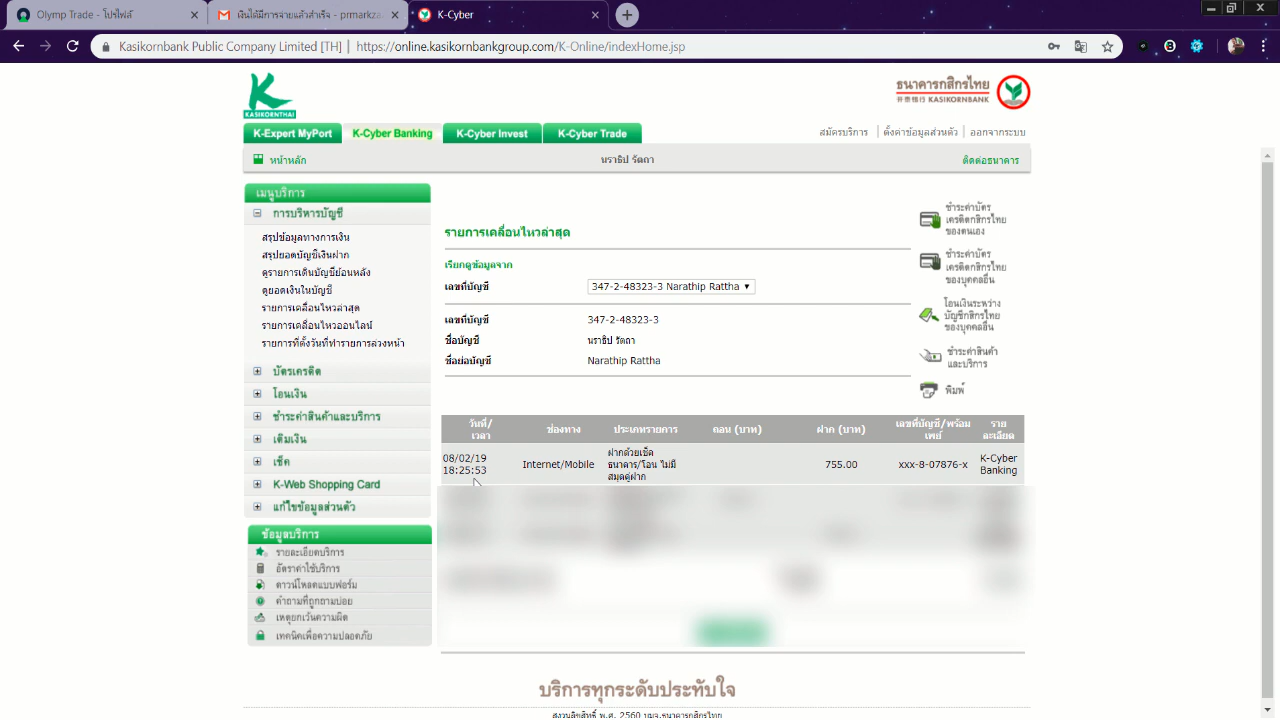 Olymp Trade - โปรไฟล์
เงินได้มีการจ่ายแล้วสำเร็จ - prmarkza
K-Cyber
Kasikornbank Public Company Limited [TH] | https://online.kasikornbankgroup.com/K-Online/indexHome.jsp
KASIKORNTHAI
ธนาคารกสิกรไทย
开泰银行 KASIKORNBANK
K-Expert MyPort
K-Cyber Banking
K-Cyber Invest
K-Cyber Trade
สมัครบริการ | ตั้งค่าข้อมูลส่วนตัว | ออกจากระบบ
หน้าหลัก
นราธิป รัตถา
ติดต่อธนาคาร
เมนูบริการ
การบริหารบัญชี
สรุปข้อมูลทางการเงิน
สรุปยอดบัญชีเงินฝาก
ดูรายการเดินบัญชีย้อนหลัง
ดูยอดเงินในบัญชี
รายการเคลื่อนไหวล่าสุด
รายการเคลื่อนไหวออนไลน์
รายการที่ตั้งวันที่ทำรายการล่วงหน้า
บัตรเครดิต
โอนเงิน
ชำระค่าสินค้าและบริการ
เติมเงิน
เช็ค
K-Web Shopping Card
แก้ไขข้อมูลส่วนตัว
ข้อมูลบริการ
รายละเอียดบริการ
อัตราค่าใช้บริการ
ดาวน์โหลดแบบฟอร์ม
คำถามที่ถูกถามบ่อย
เหตุยกเว้นความผิด
เทคนิคเพื่อความปลอดภัย
รายการเคลื่อนไหวล่าสุด
เรียกดูข้อมูลจาก
เลขที่บัญชี 347-2-48323-3 Narathip Rattha
เลขที่บัญชี 347-2-48323-3
ชื่อบัญชี นราธิป รัตถา
ชื่อย่อบัญชี Narathip Rattha
ชำระค่าบัตร
เครดิตกสิกรไทย
ของตนเอง
ชำระค่าบัตร
เครดิตกสิกรไทย
ของบุคคลอื่น
โอนเงินระหว่าง
บัญชีกสิกรไทย
ของบุคคลอื่น
ชำระค่าสินค้า
และบริการ
พิมพ์
วันที่/
เวลา
ช่องทาง
ประเภทรายการ
ถอน (บาท)
ฝาก (บาท)
เลขที่บัญชี/พร้อม
เพย์
ราย
ละเอียด
08/02/19
18:25:53
Internet/Mobile
ฝากด้วยเช็ค
ธนาคาร/โอน ไม่มี
สมุดคู่ฝาก
755.00
xxx-8-07876-x
K-Cyber
Banking
บริการทุกระดับประทับใจ
สงวนลิขสิทธิ์ พ.ศ. 2560 บมจ.ธนาคารกสิกรไทย